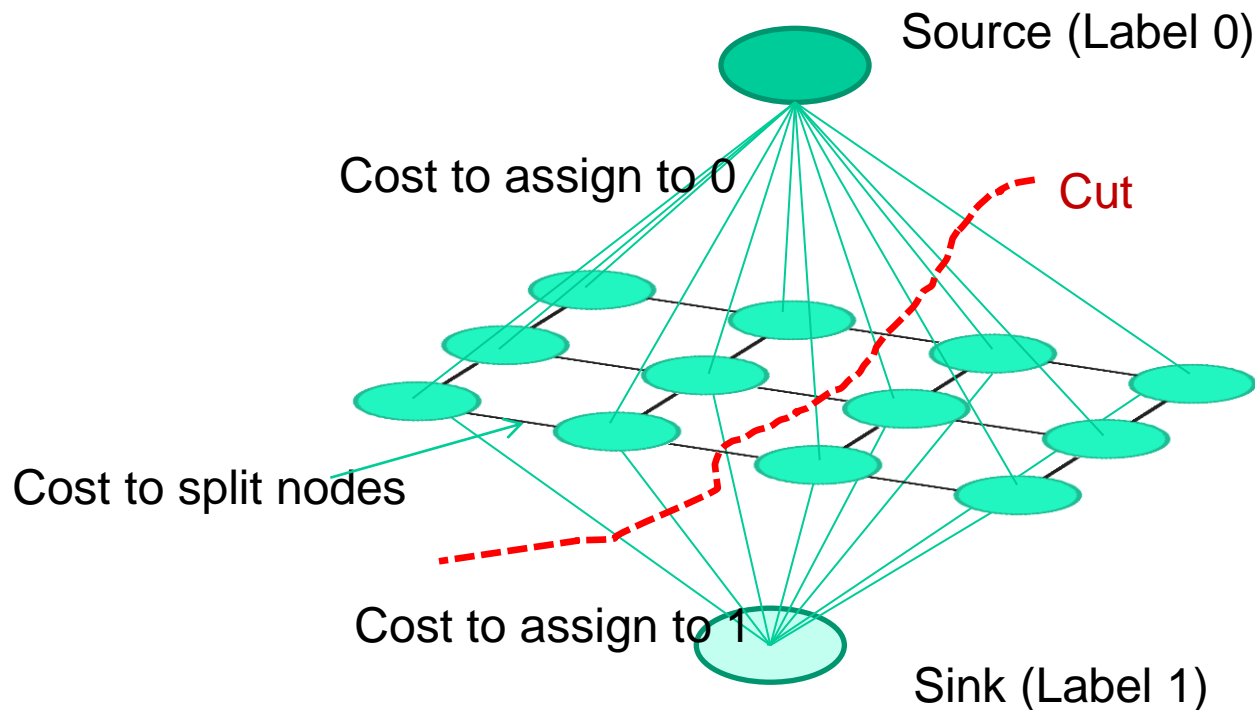 Source (Label 0)
Cost to assign to 0
Cut
Cost to split nodes
Cost to assign to 1
Sink (Label 1)